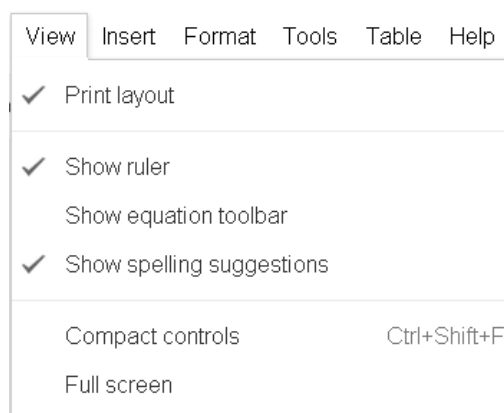 View Insert Format Tools Table Help
Print layout
Show ruler
Show equation toolbar
Show spelling suggestions
Compact controls Ctrl+Shift+F
Full screen